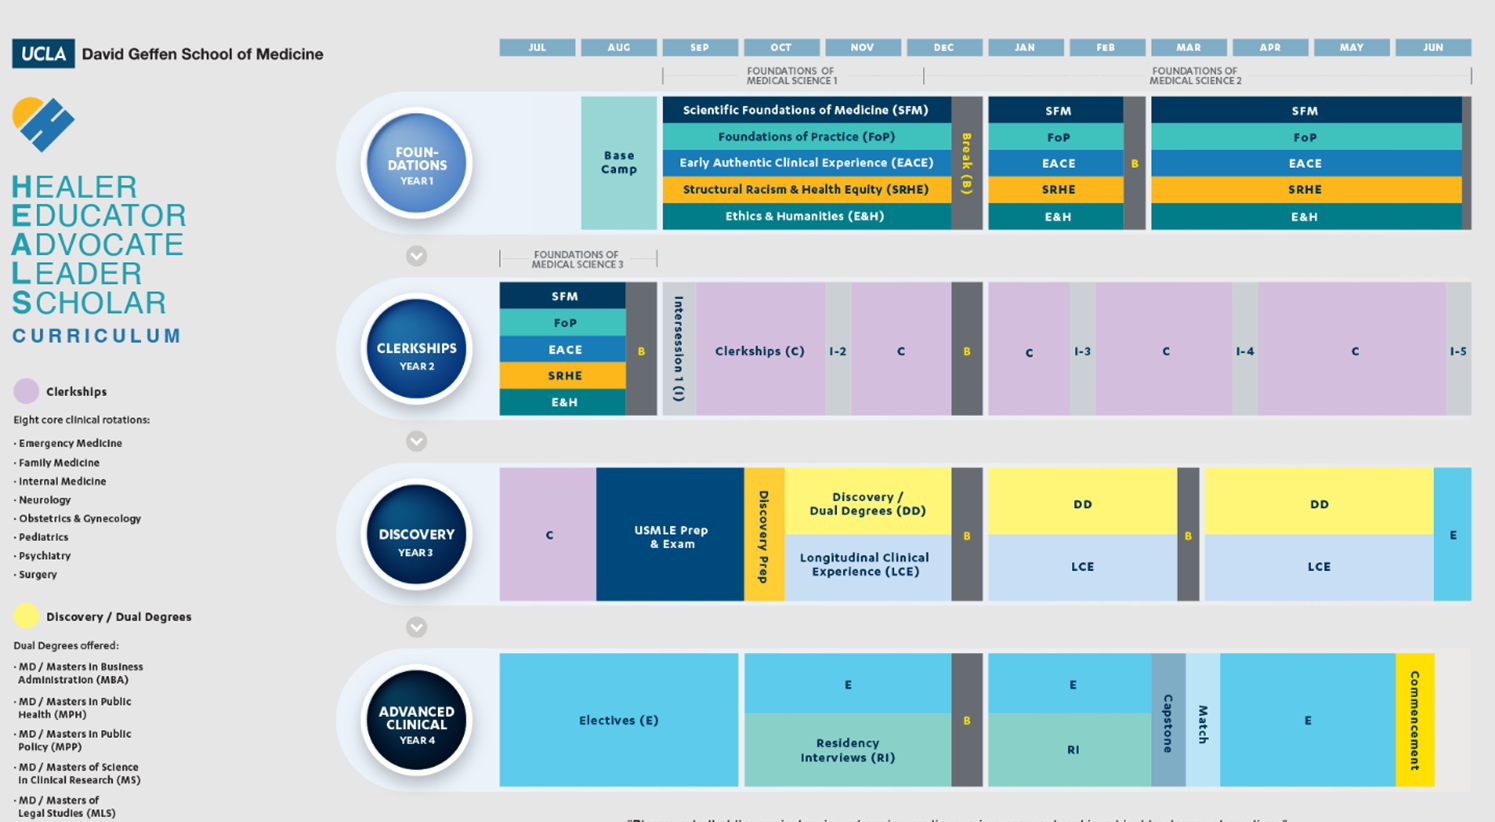 UCLA David Geffen School of Medicine
HEALER
EDUCATOR
ADVOCATE
LEADER
SCHOLAR
CURRICULUM
Clerkships
Eight core clinical rotations:
· Emergency Medicine
· Family Medicine
· Internal Medicine
· Neurology
· Obstetrics & Gynecology
· Pediatrics
· Psychiatry
· Surgery
Discovery / Dual Degrees
Dual Degrees offered:
· MD / Masters in Business
Administration (MBA)
· MD / Masters in Public
Health (MPH)
· MD / Masters in Public
Policy (MPP)
· MD / Masters of Science
in Clinical Research (MS)
· MD / Masters of
Legal Studies (MLS)
JUL AUG SEP OCT NOV DEC JAN FEB MAR APR MAY JUN
FOUNDATIONS OF
MEDICAL SCIENCE 1
FOUNDATIONS OF
MEDICAL SCIENCE 2
FOUN-
DATIONS
YEAR 1
Base
Camp
Scientific Foundations of Medicine (SFM)
Foundations of Practice (FoP)
Early Authentic Clinical Experience (EACE)
Structural Racism & Health Equity (SRHE)
Ethics & Humanities (E&H)
Break (B)
SFM
FoP
EACE
SRHE
E&H
B
SFM
FoP
EACE
SRHE
E&H
FOUNDATIONS OF
MEDICAL SCIENCE 3
CLERKSHIPS
YEAR 2
SFM
FoP
EACE
SRHE
E&H
B
Intersession 1 (I)
Clerkships (C)
I-2
C
B
C
I-3
C
I-4
C
I-5
DISCOVERY
YEAR 3
C
USMLE Prep
& Exam
Discovery Prep
Discovery /
Dual Degrees (DD)
Longitudinal Clinical
Experience (LCE)
B
DD
LCE
B
DD
LCE
E
ADVANCED
CLINICAL
YEAR 4
Electives (E)
E
Residency
Interviews (RI)
B
E
RI
Capstone
Match
E
Commencement